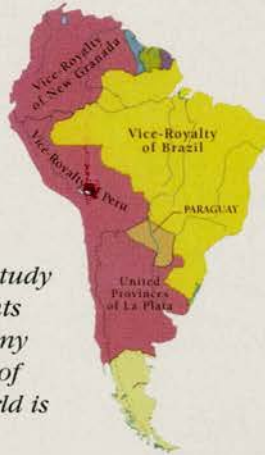 Vice-Royalty
of New Granada
Vice-Royalty of Peru
Vice-Royalty
of Brazil
PARAGUAY
United
Provinces
of La Plata
tudy
nts
ny
of
ld is